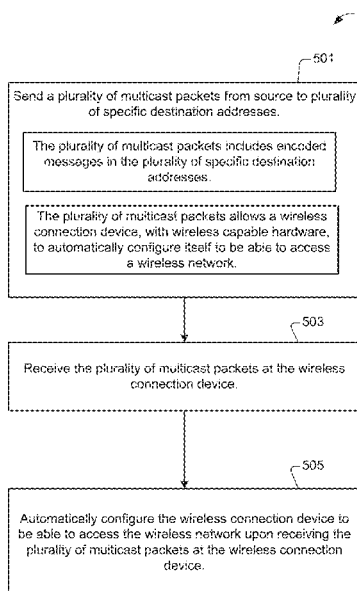 501
Send a plurality of multicast packets from source to plurality
of specific destination addresses.
The plurality of multicast packets includes encoded
messages in the plurality of specific destination
addresses.
The plurality of multicast packets allows a wireless
connection device, with wireless capable hardware,
to automatically configure itself to be able to access
a wireless network.
503
Receive the plurality of multicast packets at the wireless
connection device.
505
Automatically configure the wireless connection device to
be able to access the wireless network upon receiving the
plurality of multicast packets at the wireless connection
device.